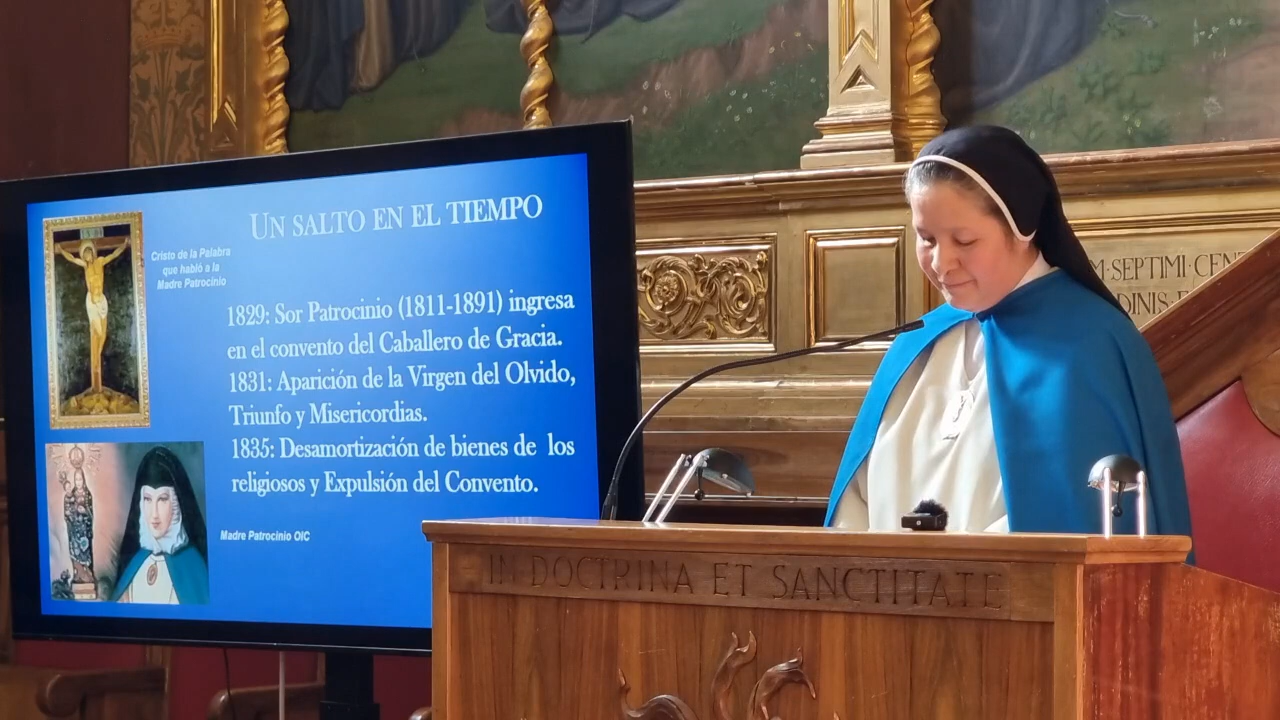 UN SALTO EN EL TIEMPO
Cristo de la Palabra
que habló a la
Madre Patrocinio
1829: Sor Patrocinio (1811-1891) ingresa
en el convento del Caballero de Gracia.
1831: Aparición de la Virgen del Olvido,
Triunfo y Misericordias.
1835: Desamortización de bienes de los
religiosos y Expulsión del Convento.
Madre Patrocinio OIC
SEPTIMI
IN DOCTRINA ET SANCTITATE